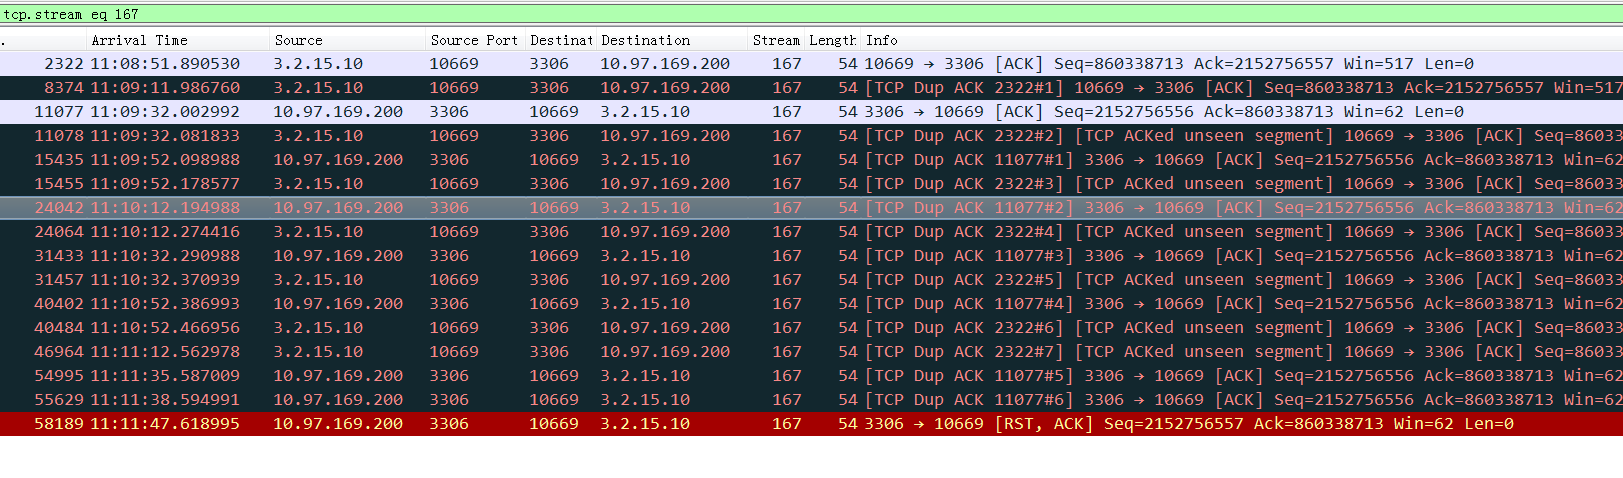 tcp.stream eq 167
. Arrival Time Source Source Port Destinat Destination Stream Length Info
2322 11:08:51.890530 3.2.15.10 10669 3306 10.97.169.200 167 54 10669 → 3306 [ACK] Seq=860338713 Ack=2152756557 Win=517 Len=0
8374 11:09:11.986760 3.2.15.10 10669 3306 10.97.169.200 167 54 [TCP Dup ACK 2322#1] 10669 → 3306 [ACK] Seq=860338713 Ack=2152756557 Win=517
11077 11:09:32.002992 10.97.169.200 3306 10669 3.2.15.10 167 54 3306 → 10669 [ACK] Seq=2152756556 Ack=860338713 Win=62 Len=0
11078 11:09:32.081833 3.2.15.10 10669 3306 10.97.169.200 167 54 [TCP Dup ACK 2322#2] [TCP ACKed unseen segment] 10669 → 3306 [ACK] Seq=86033
15435 11:09:52.098988 10.97.169.200 3306 10669 3.2.15.10 167 54 [TCP Dup ACK 11077#1] 3306 → 10669 [ACK] Seq=2152756556 Ack=860338713 Win=62
15455 11:09:52.178577 3.2.15.10 10669 3306 10.97.169.200 167 54 [TCP Dup ACK 2322#3] [TCP ACKed unseen segment] 10669 → 3306 [ACK] Seq=86033
24042 11:10:12.194988 10.97.169.200 3306 10669 3.2.15.10 167 54 [TCP Dup ACK 11077#2] 3306 → 10669 [ACK] Seq=2152756556 Ack=860338713 Win=62
24064 11:10:12.274416 3.2.15.10 10669 3306 10.97.169.200 167 54 [TCP Dup ACK 2322#4] [TCP ACKed unseen segment] 10669 → 3306 [ACK] Seq=86033
31433 11:10:32.290988 10.97.169.200 3306 10669 3.2.15.10 167 54 [TCP Dup ACK 11077#3] 3306 → 10669 [ACK] Seq=2152756556 Ack=860338713 Win=62
31457 11:10:32.370939 3.2.15.10 10669 3306 10.97.169.200 167 54 [TCP Dup ACK 2322#5] [TCP ACKed unseen segment] 10669 → 3306 [ACK] Seq=86033
40402 11:10:52.386993 10.97.169.200 3306 10669 3.2.15.10 167 54 [TCP Dup ACK 11077#4] 3306 → 10669 [ACK] Seq=2152756556 Ack=860338713 Win=62
40484 11:10:52.466956 3.2.15.10 10669 3306 10.97.169.200 167 54 [TCP Dup ACK 2322#6] [TCP ACKed unseen segment] 10669 → 3306 [ACK] Seq=86033
46964 11:11:12.562978 3.2.15.10 10669 3306 10.97.169.200 167 54 [TCP Dup ACK 2322#7] [TCP ACKed unseen segment] 10669 → 3306 [ACK] Seq=86033
54995 11:11:35.587009 10.97.169.200 3306 10669 3.2.15.10 167 54 [TCP Dup ACK 11077#5] 3306 → 10669 [ACK] Seq=2152756556 Ack=860338713 Win=62
55629 11:11:38.594991 10.97.169.200 3306 10669 3.2.15.10 167 54 [TCP Dup ACK 11077#6] 3306 → 10669 [ACK] Seq=2152756556 Ack=860338713 Win=62
58189 11:11:47.618995 10.97.169.200 3306 10669 3.2.15.10 167 54 3306 → 10669 [RST, ACK] Seq=2152756557 Ack=860338713 Win=62 Len=0